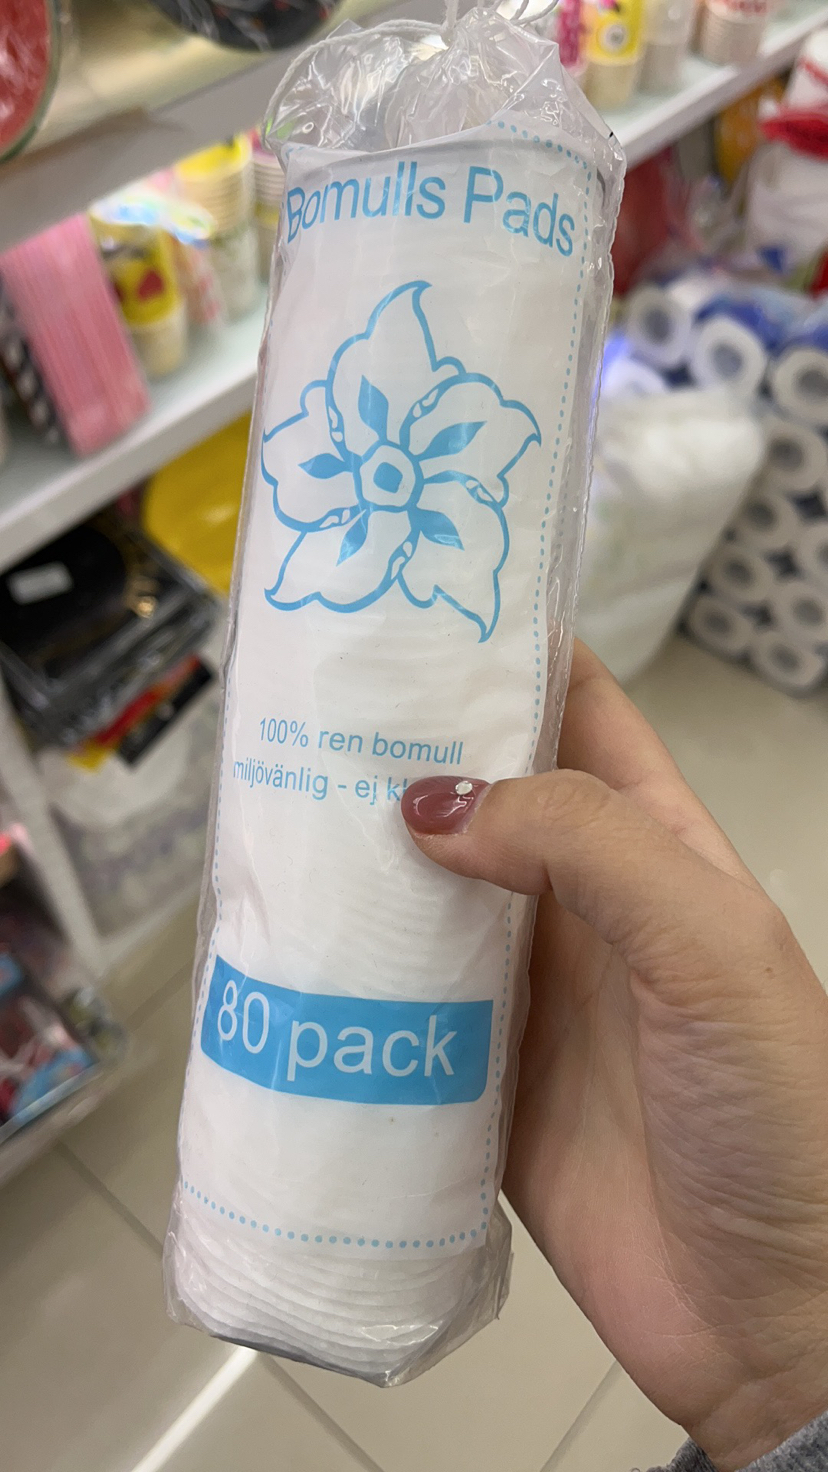 Bomulls Pads
100% ren bomull
miljövänlig - ej
80 pack